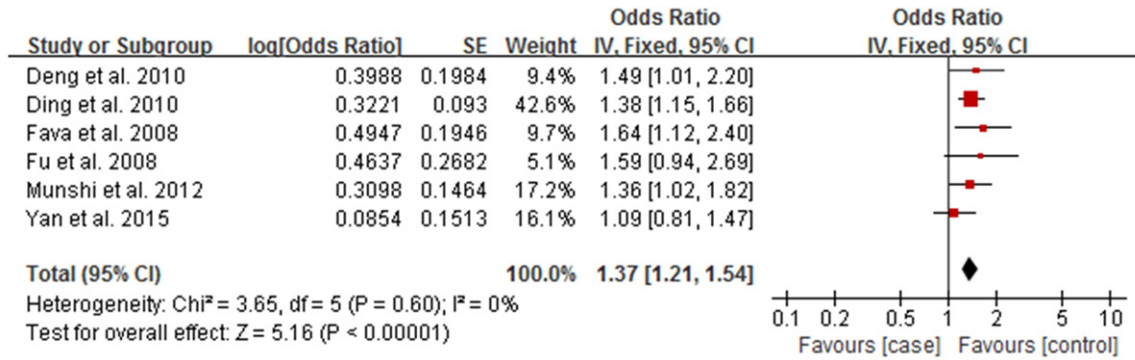 Odds Ratio Odds Ratio
Study or Subgroup log[Odds Ratio] SE Weight IV, Fixed, 95% CI IV, Fixed, 95% CI
Deng et al. 2010 0.3988 0.1984 9.4% 1.49 [1.01, 2.20]
Ding et al. 2010 0.3221 0.093 42.6% 1.38 [1.15, 1.66]
Fava et al. 2008 0.4947 0.1946 9.7% 1.64 [1.12, 2.40]
Fu et al. 2008 0.4637 0.2682 5.1% 1.59 [0.94, 2.69]
Munshi et al. 2012 0.3098 0.1464 17.2% 1.36 [1.02, 1.82]
Yan et al. 2015 0.0854 0.1513 16.1% 1.09 [0.81, 1.47]
Total (95% CI) 100.0% 1.37 [1.21, 1.54]
Heterogeneity: Chi² = 3.65, df = 5 (P = 0.60); I² = 0%
Test for overall effect: Z = 5.16 (P < 0.00001)
0.1 0.2 0.5 1 2 5 10
Favours [case] Favours [control]